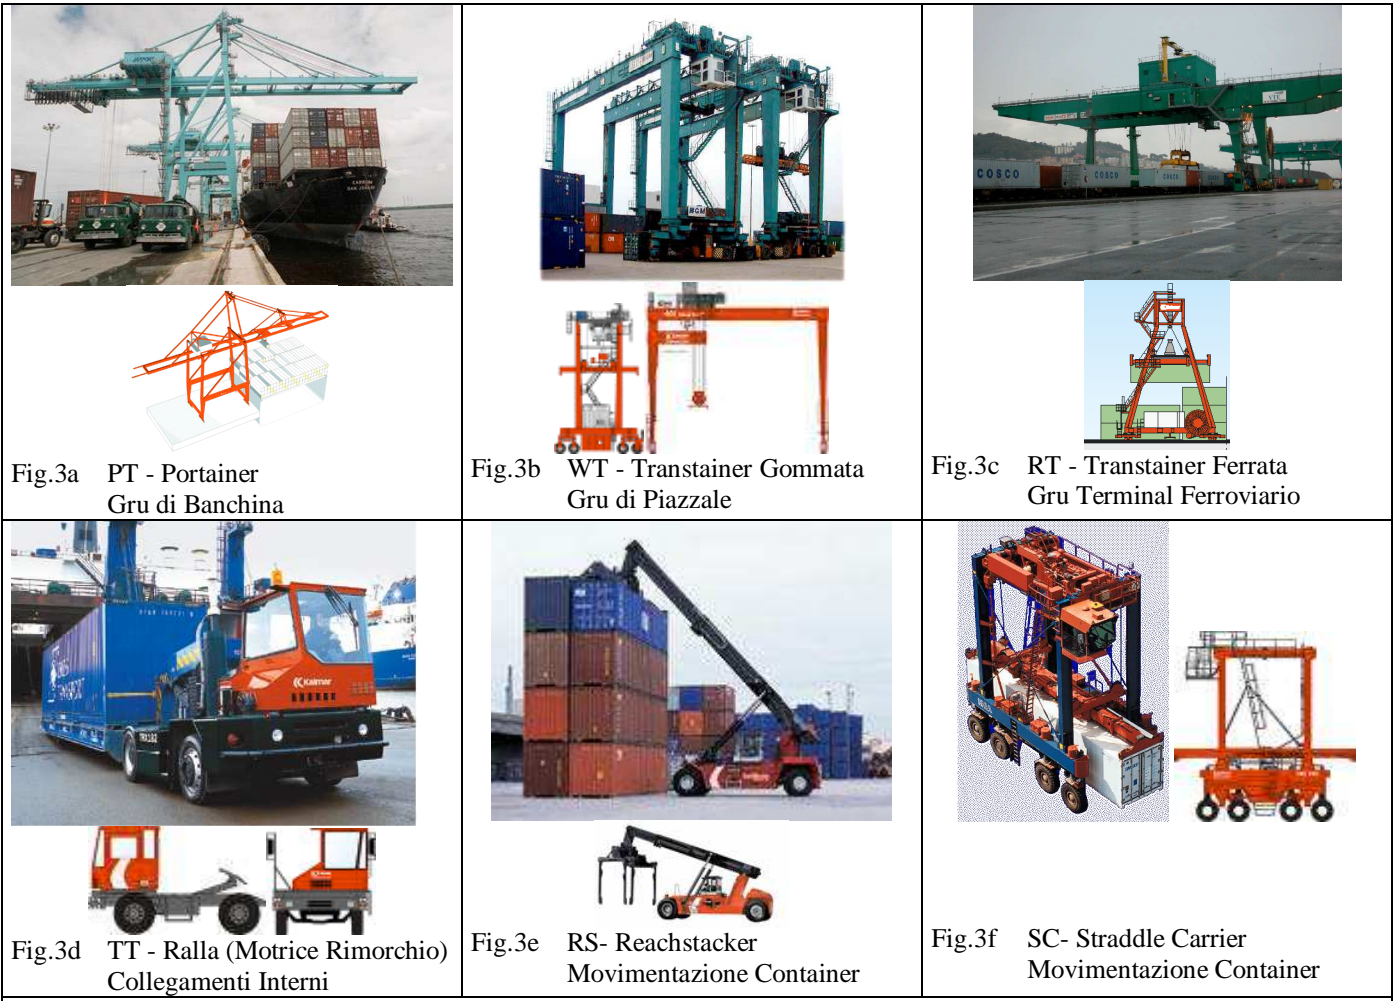 Fig.3a PT - Portainer
Gru di Banchina
Fig.3b WT - Transtainer Gommata
Gru di Piazzale
COSCO
COSCO
COSCO
Fig.3c RT - Transtainer Ferrata
Gru Terminal Ferroviario
Kalmar
Fig.3d TT - Ralla (Motrice Rimorchio)
Collegamenti Interni
Fig.3e RS- Reachstacker
Movimentazione Container
Fig.3f SC- Straddle Carrier
Movimentazione Container